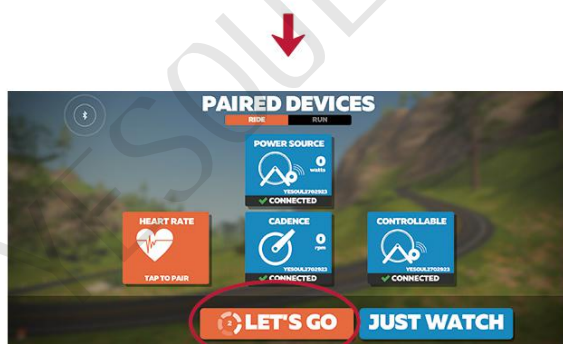 PAIRED DEVICES
RIDE RUN
POWER SOURCE
0
watts
YESOUL2702923
CONNECTED
HEART RATE
TAP TO PAIR
CADENCE
0
rpm
YESOUL2702923
CONNECTED
CONTROLLABLE
YESOUL2702923
CONNECTED
2 LET'S GO
JUST WATCH
YESOUL